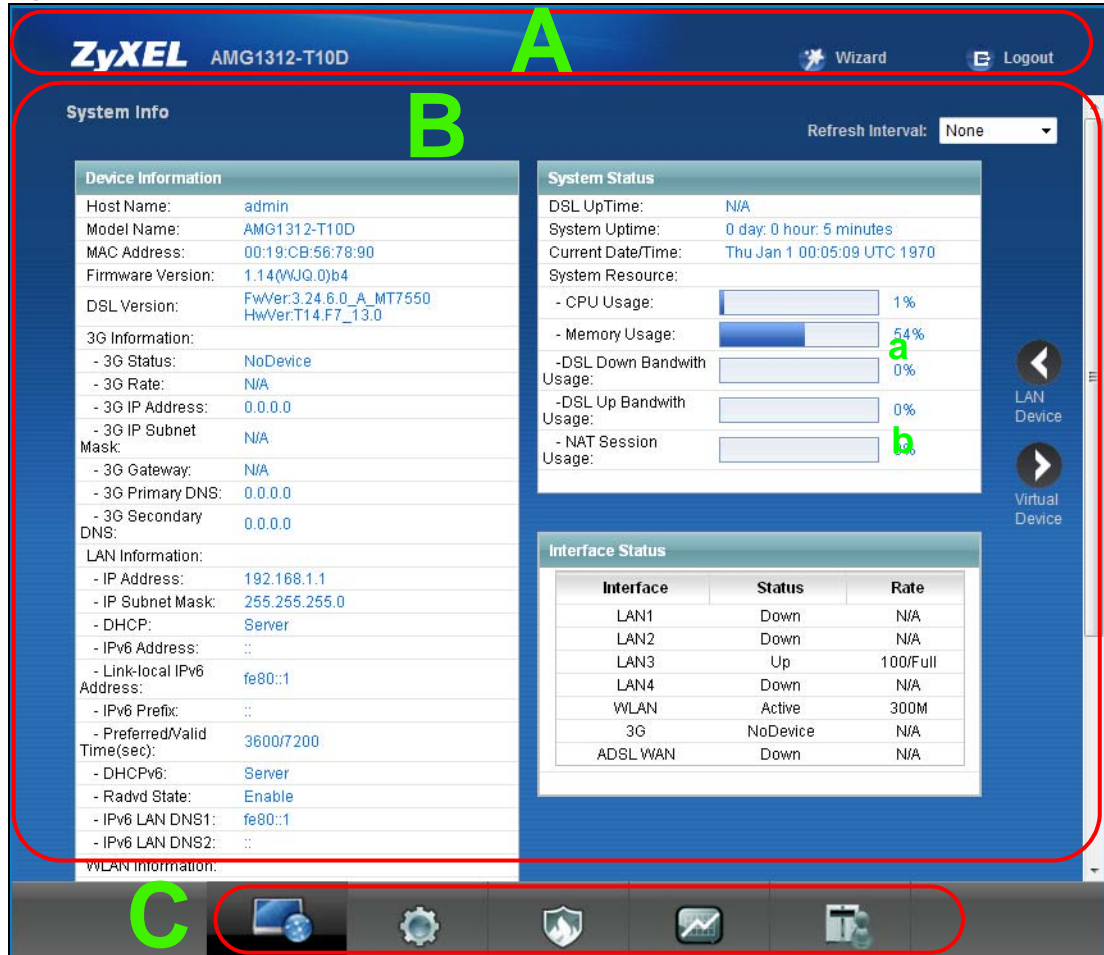 A
ZyXEL AMG1312-T10D
Wizard
Logout
B
System Info
Refresh Interval: None
Device Information
Host Name: admin
Model Name: AMG1312-T10D
MAC Address: 00:19:CB:56:78:90
Firmware Version: 1.14(WJQ.0)b4
DSL Version: FwVer:3.24.6.0_A_MT7550
HwVer:T14.F7_13.0
3G Information:
- 3G Status: NoDevice
- 3G Rate: N/A
- 3G IP Address: 0.0.0.0
- 3G IP Subnet
Mask: N/A
- 3G Gateway: N/A
- 3G Primary DNS: 0.0.0.0
- 3G Secondary
DNS: 0.0.0.0
LAN Information:
- IP Address: 192.168.1.1
- IP Subnet Mask: 255.255.255.0
- DHCP: Server
- IPv6 Address: ::
- Link-local IPv6
Address: fe80::1
- IPv6 Prefix: ::
- Preferred/Valid
Time(sec): 3600/7200
- DHCPv6: Server
- Radvd State: Enable
- IPv6 LAN DNS1: fe80::1
- IPv6 LAN DNS2: ::
WLAN Information:
System Status
DSL UpTime: N/A
System Uptime: 0 day: 0 hour: 5 minutes
Current Date/Time: Thu Jan 1 00:05:09 UTC 1970
System Resource:
- CPU Usage: 1%
- Memory Usage: 54%
a
-DSL Down Bandwith
Usage: 0%
-DSL Up Bandwith
Usage: 0%
b
- NAT Session
Usage:
LAN
Device
Virtual
Device
Interface Status
Interface Status Rate
LAN1 Down N/A
LAN2 Down N/A
LAN3 Up 100/Full
LAN4 Down N/A
WLAN Active 300M
3G NoDevice N/A
ADSL WAN Down N/A
C